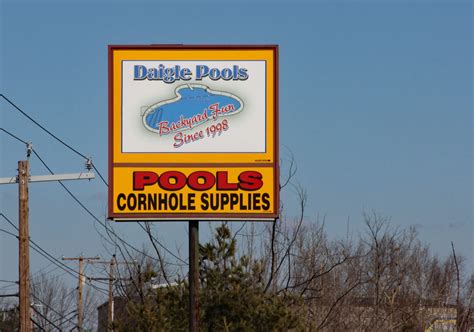 Daigle Pools
Backyard Fun
Since 1998
POOLS
CORNHOLE SUPPLIES